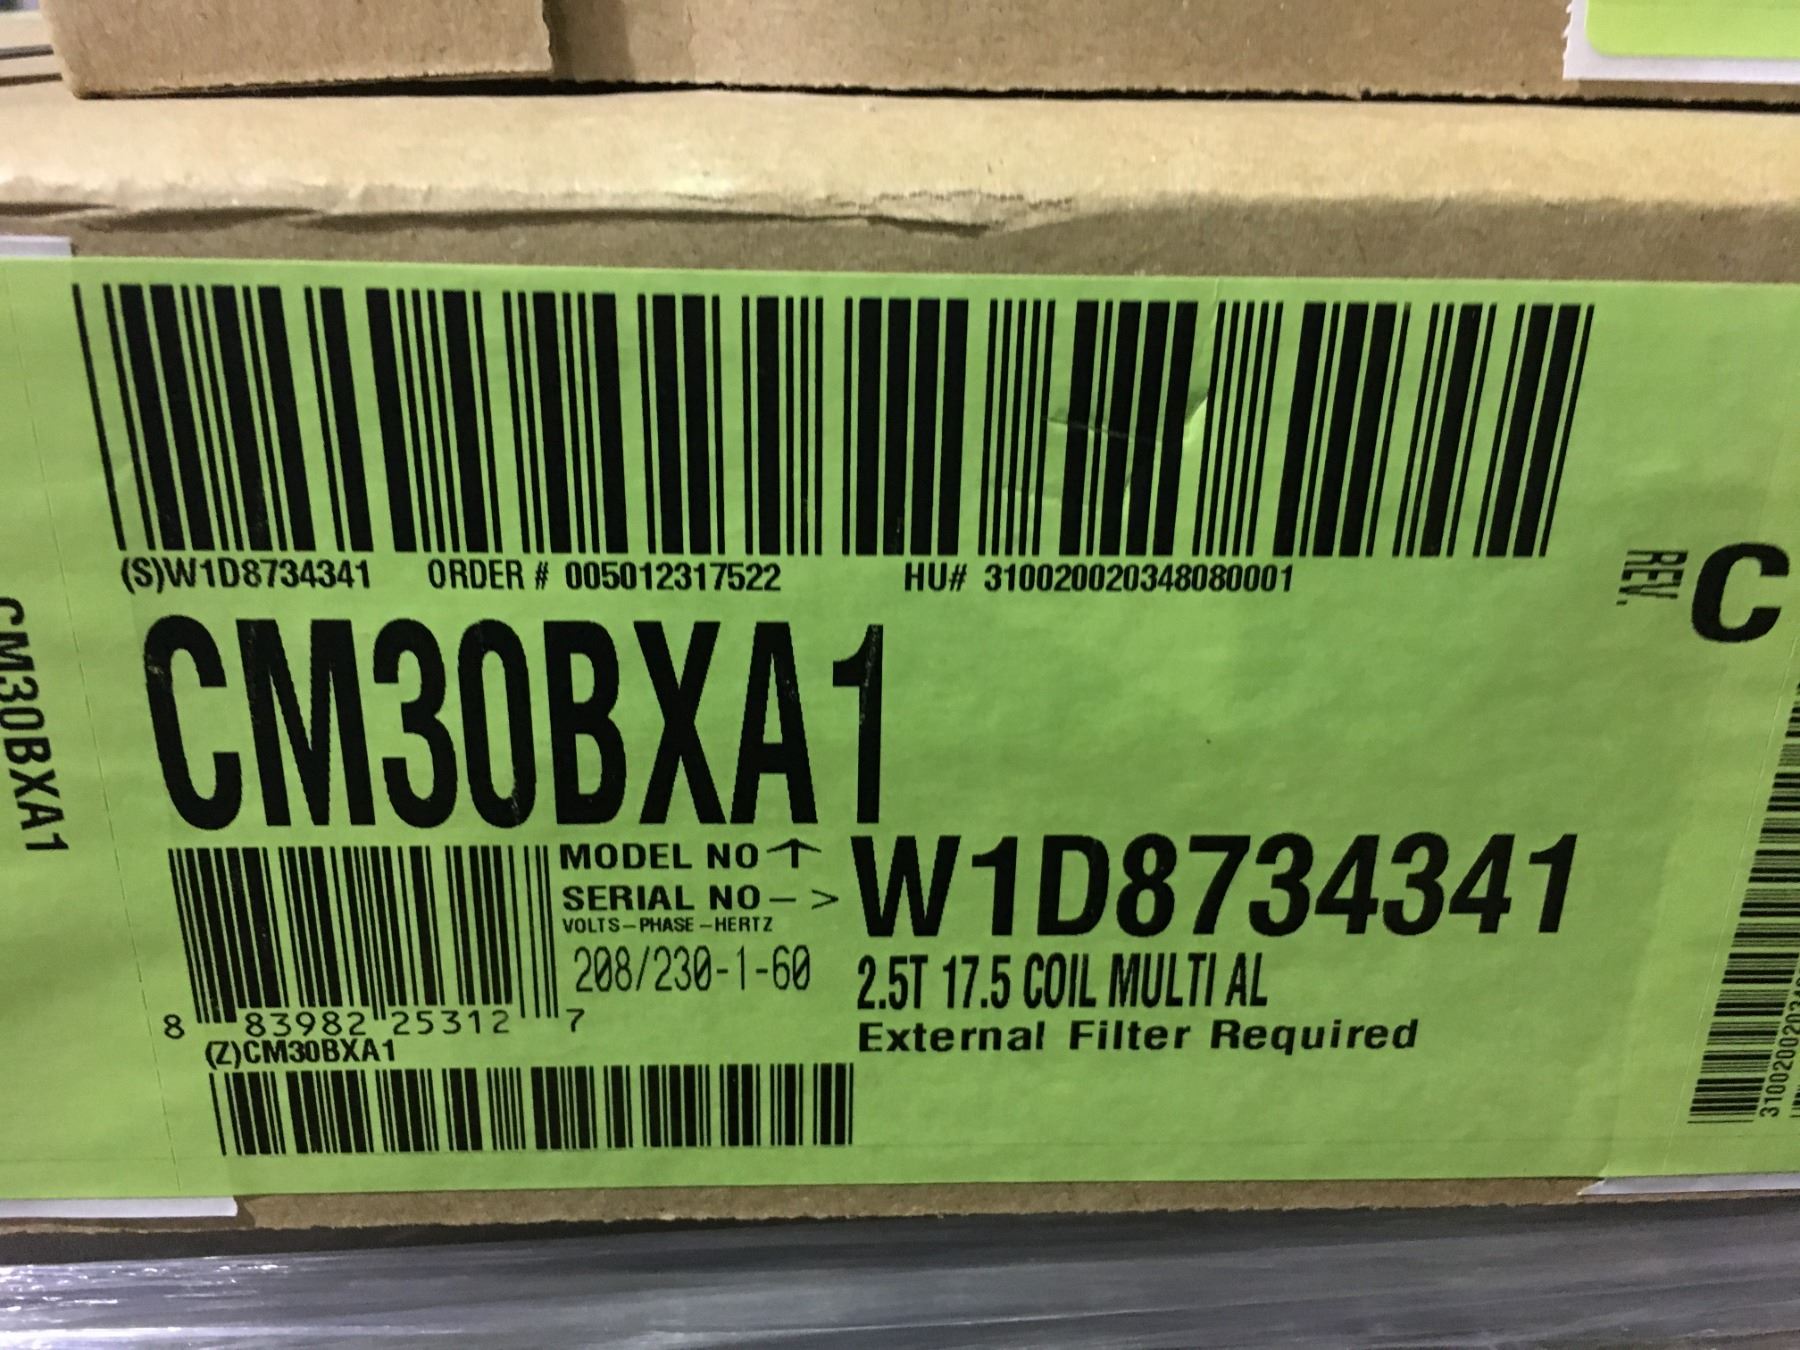 (S)W1D8734341 ORDER # 005012317522 HU# 310020020348080001
REV. C
CM30BXA1
CM30BXA1
MODEL NO ↑
SERIAL NO – > W1D8734341
VOLTS–PHASE–HERTZ
208/230-1-60
2.5T 17.5 COIL MULTI AL
External Filter Required
8 83982 25312 7
(Z)CM30BXA1